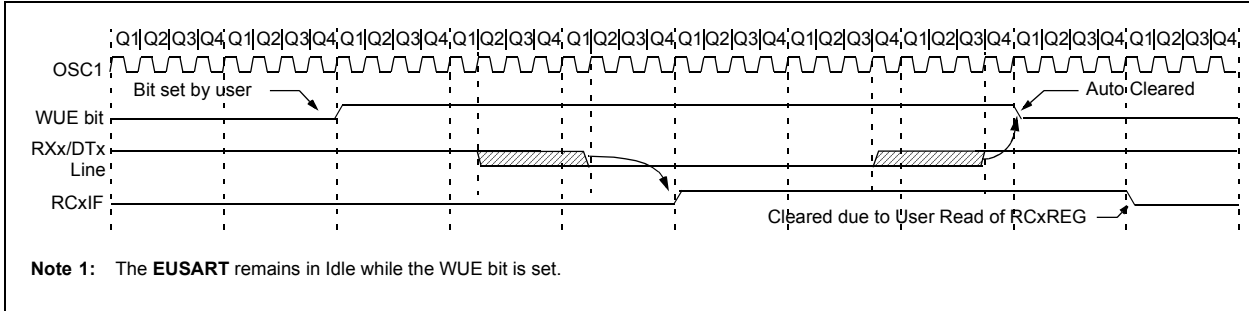 Q1 Q2 Q3 Q4 Q1 Q2 Q3 Q4 Q1 Q2 Q3 Q4 Q1 Q2 Q3 Q4 Q1 Q2 Q3 Q4 Q1 Q2 Q3 Q4 Q1 Q2 Q3 Q4 Q1 Q2 Q3 Q4 Q1 Q2 Q3 Q4 Q1 Q2 Q3 Q4
OSC1
Bit set by user
Auto Cleared
WUE bit
RXx/DTx
Line
RCxIF
Cleared due to User Read of RCxREG
Note 1: The EUSART remains in Idle while the WUE bit is set.